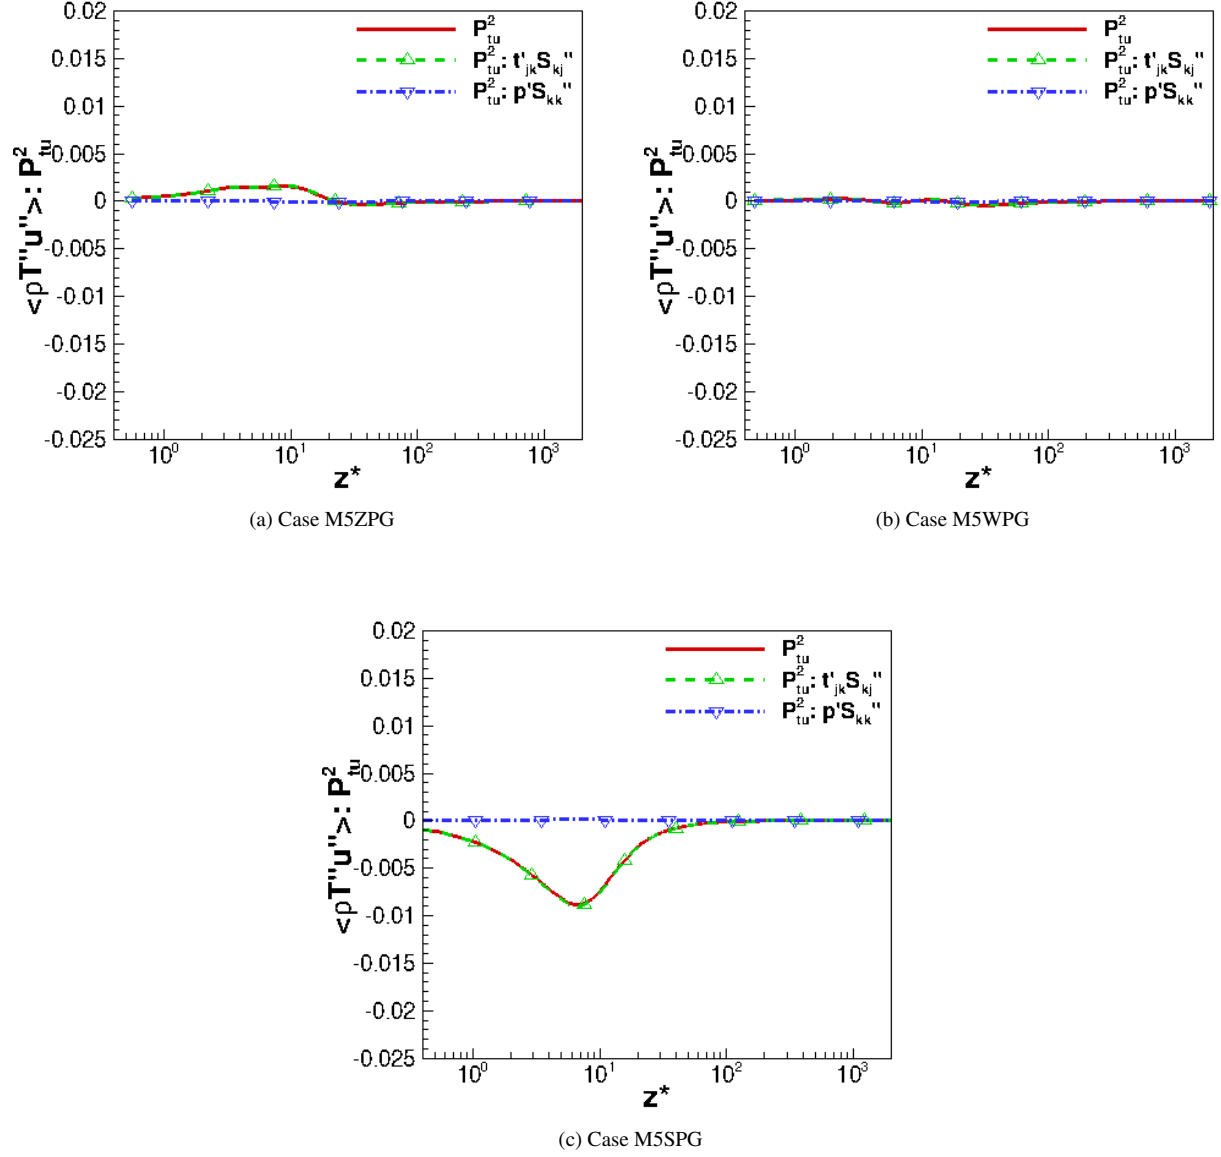 <ρT"u">: P²tu
0.02
0.015
0.01
0.005
0
-0.005
-0.01
-0.015
-0.02
-0.025
P²tu
P²tu: t'jkSkj"
P²tu: p'Skk"
10⁰ 10¹ 10² 10³
z*
(a) Case M5ZPG
<ρT"u">: P²tu
0.02
0.015
0.01
0.005
0
-0.005
-0.01
-0.015
-0.02
-0.025
P²tu
P²tu: t'jkSkj"
P²tu: p'Skk"
10⁰ 10¹ 10² 10³
z*
(b) Case M5WPG
<ρT"u">: P²tu
0.02
0.015
0.01
0.005
0
-0.005
-0.01
-0.015
-0.02
-0.025
P²tu
P²tu: t'jkSkj"
P²tu: p'Skk"
10⁰ 10¹ 10² 10³
z*
(c) Case M5SPG